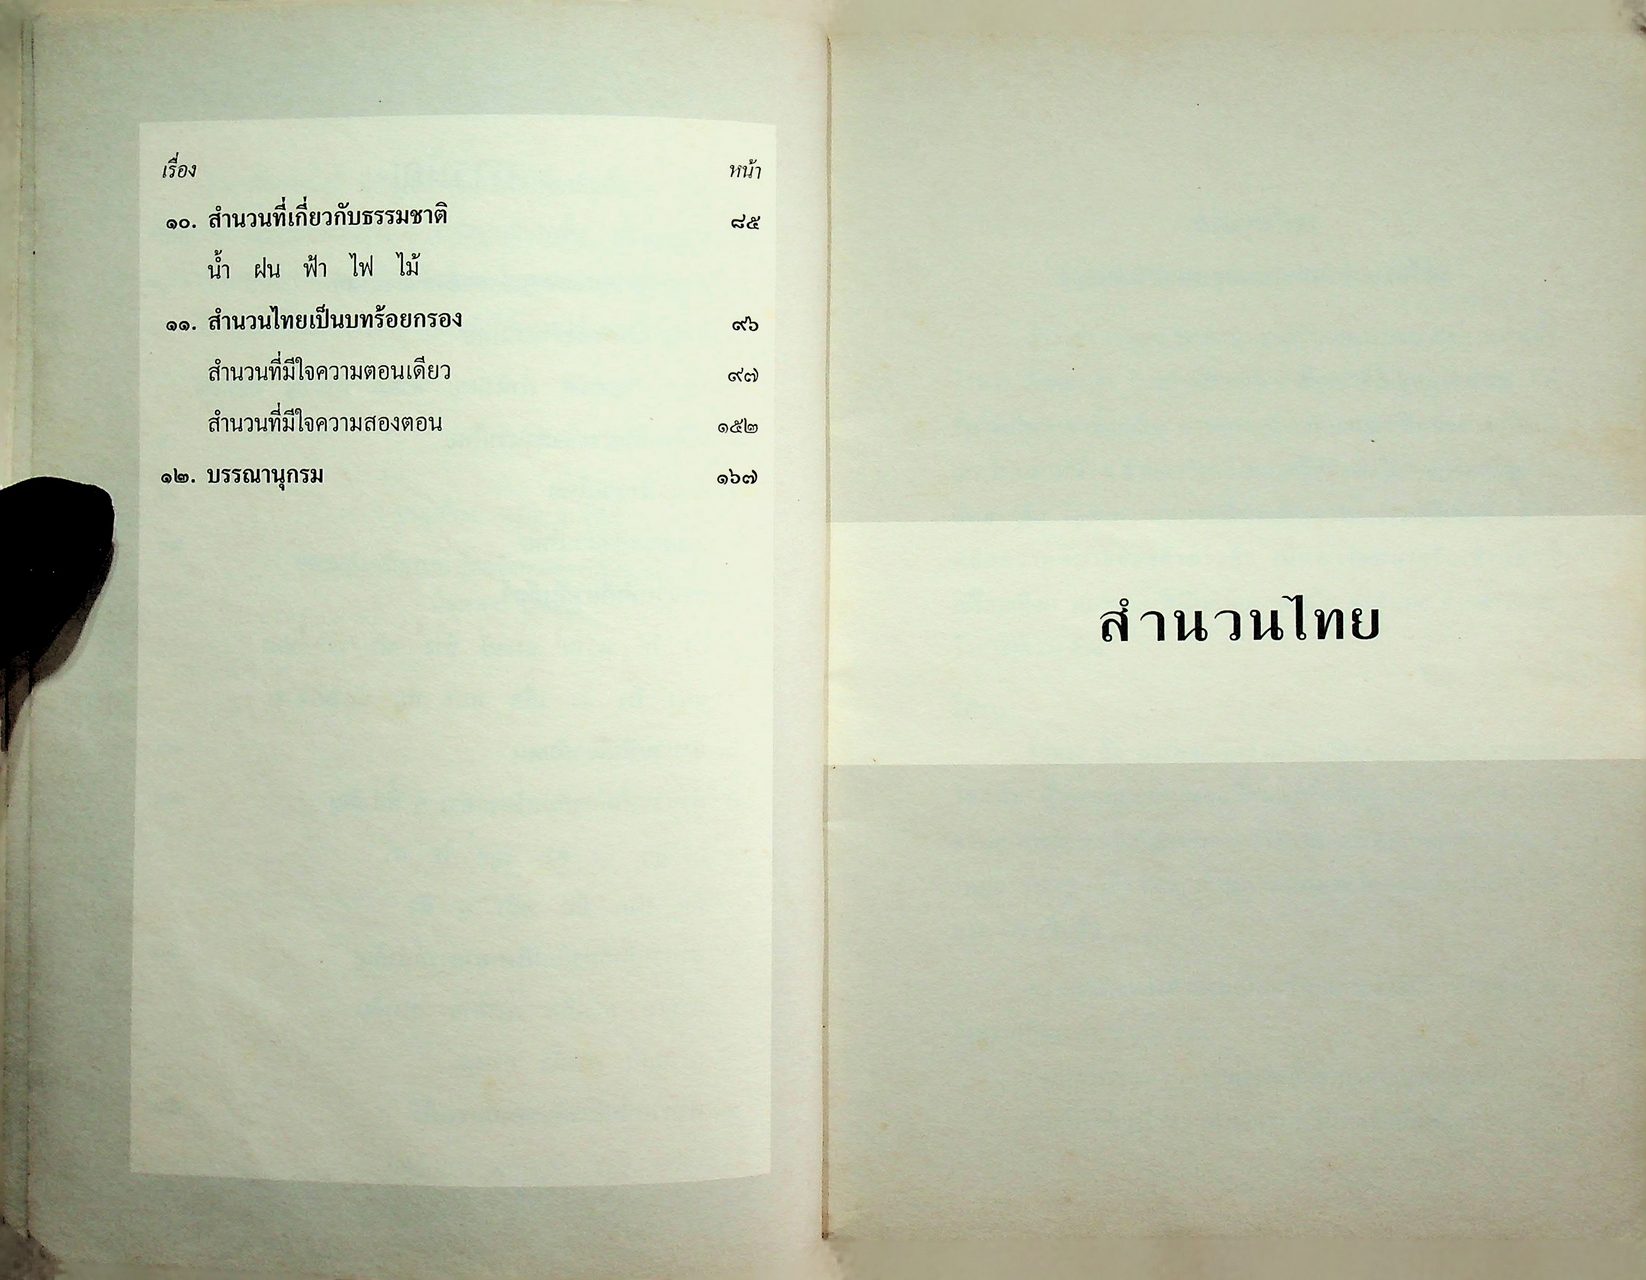 เรื่อง หน้า
๑๐. สำนวนที่เกี่ยวกับธรรมชาติ ๘๕
น้ำ ฝน ฟ้า ไฟ ไม้
๑๑. สำนวนไทยเป็นบทร้อยกรอง ๙๖
สำนวนที่มีใจความตอนเดียว ๙๗
สำนวนที่มีใจความสองตอน ๑๕๒
๑๒. บรรณานุกรม ๑๖๗
สำนวนไทย